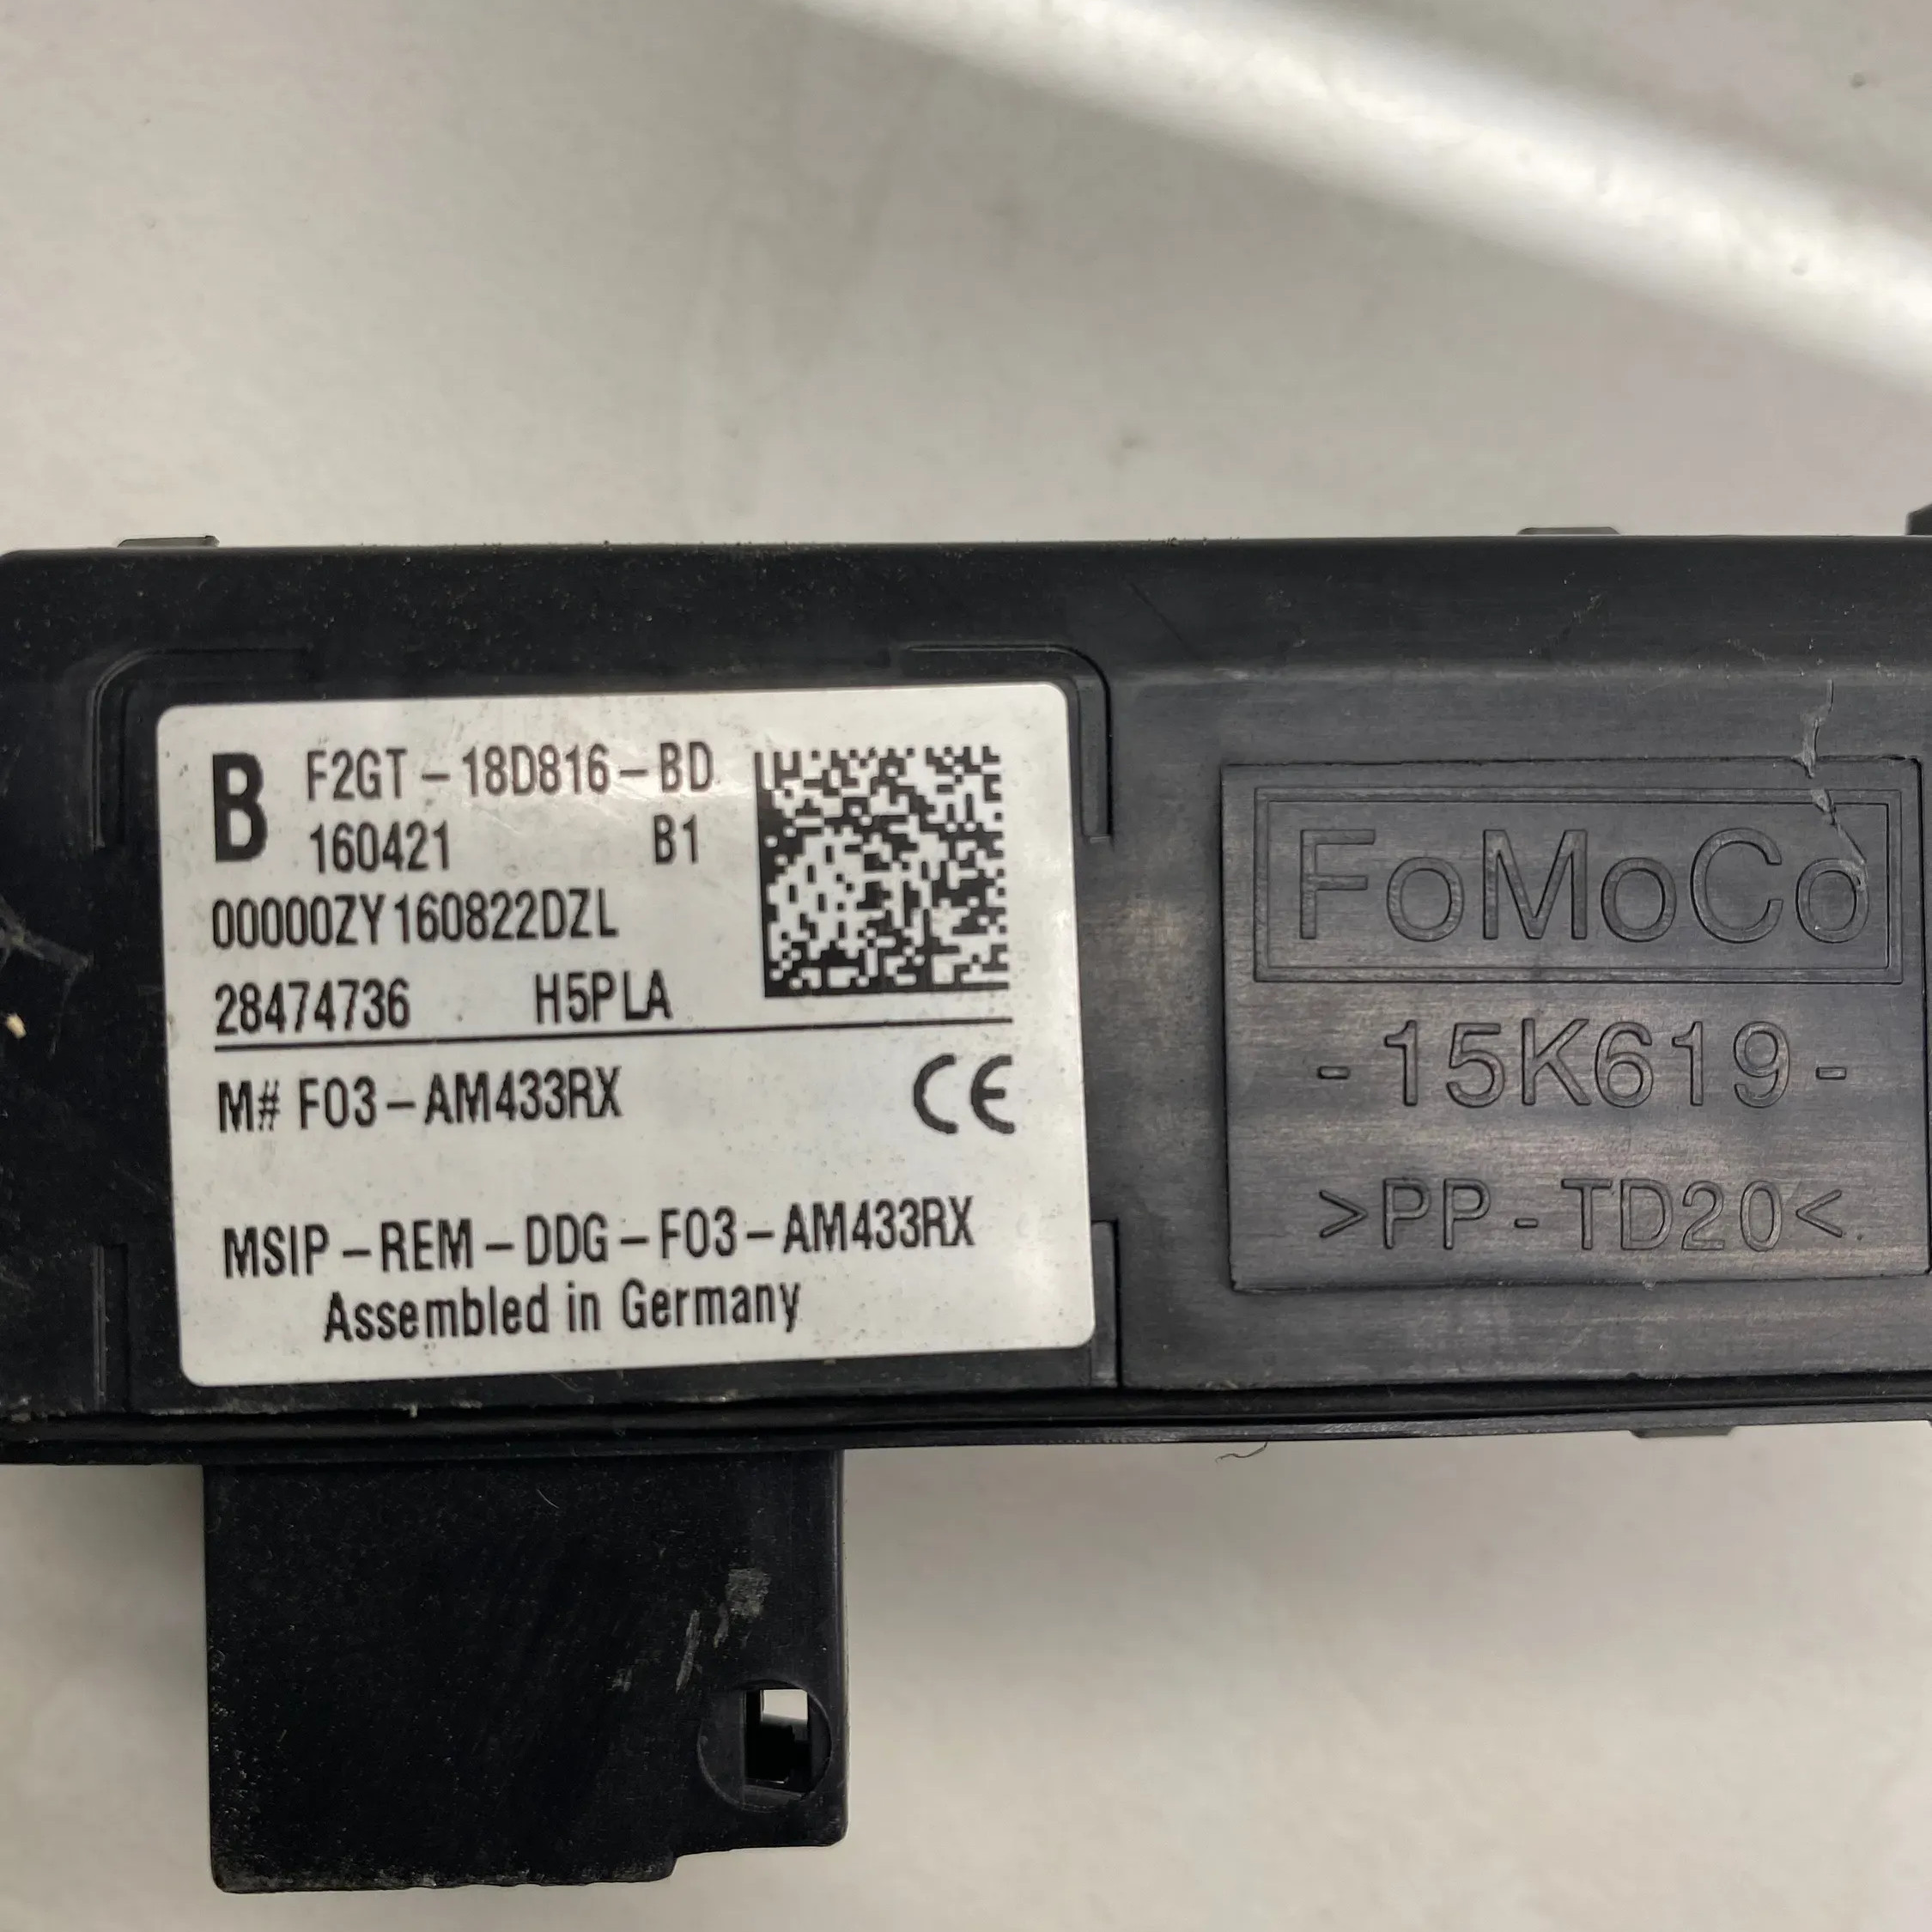 B F2GT-18D816-BD
160421 B1
00000ZY160822DZL
28474736 H5PLA
M# F03-AM433RX CE
MSIP-REM-DDG-F03-AM433RX
Assembled in Germany
FoMoCo
-15K619-
>PP-TD20<